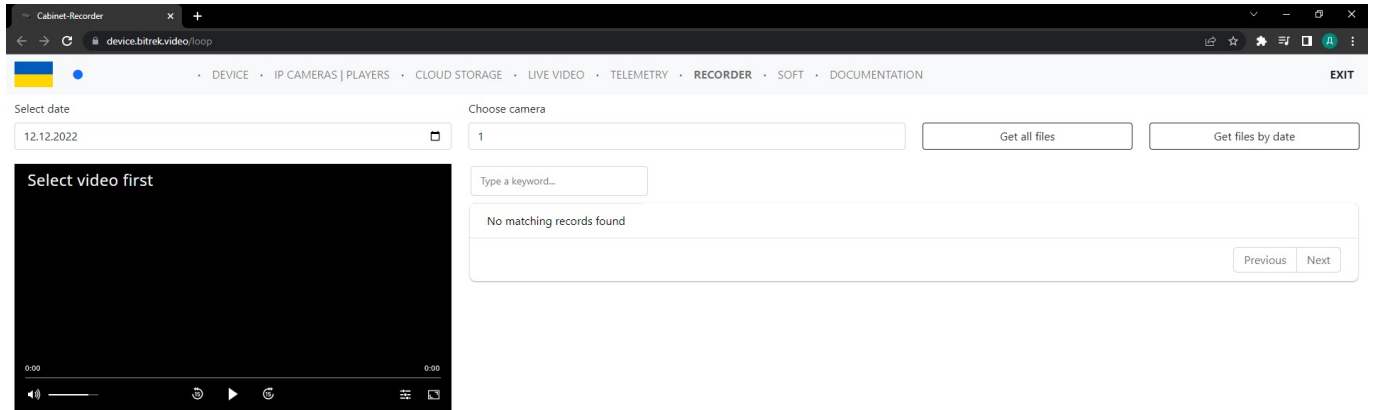 Cabinet-Recorder
device.bitrek.video/loop
Д
• DEVICE • IP CAMERAS | PLAYERS • CLOUD STORAGE • LIVE VIDEO • TELEMETRY • RECORDER • SOFT • DOCUMENTATION
EXIT
Select date
Choose camera
12.12.2022
1
Get all files
Get files by date
Select video first
Type a keyword...
No matching records found
Previous
Next
0:00
0:00
15
15